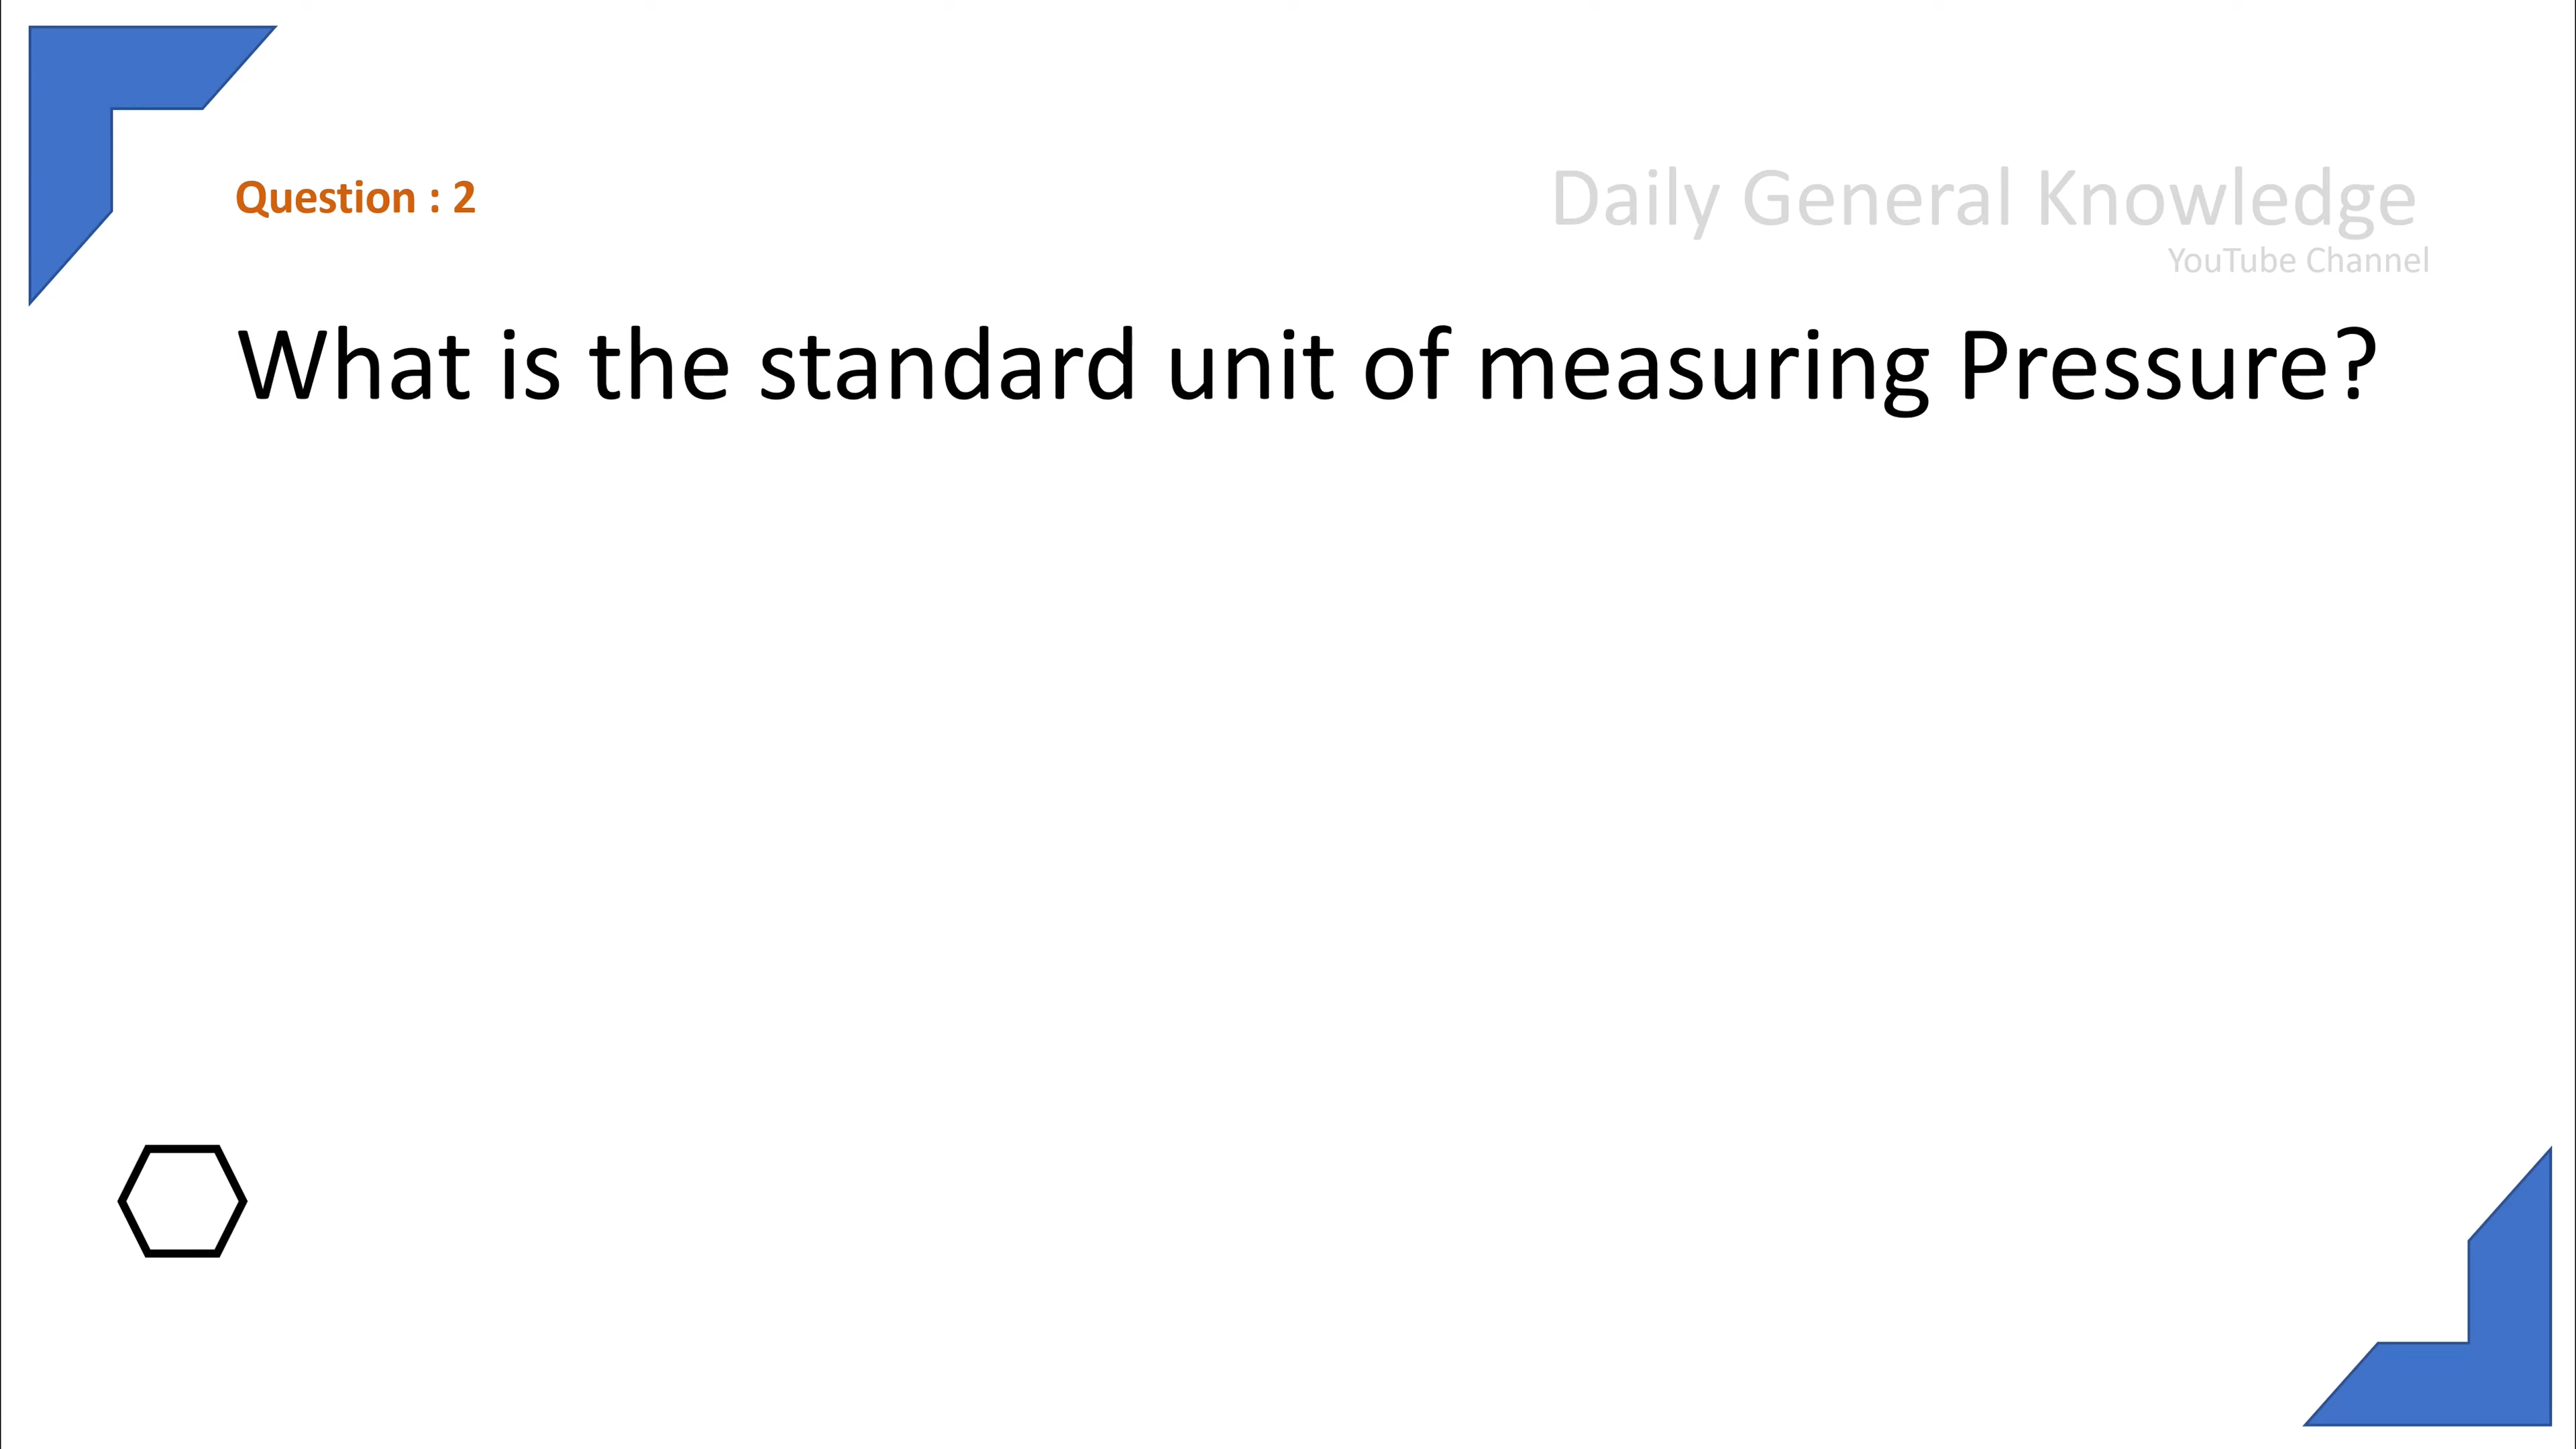 Question : 2
Daily General Knowledge
YouTube Channel
What is the standard unit of measuring Pressure?